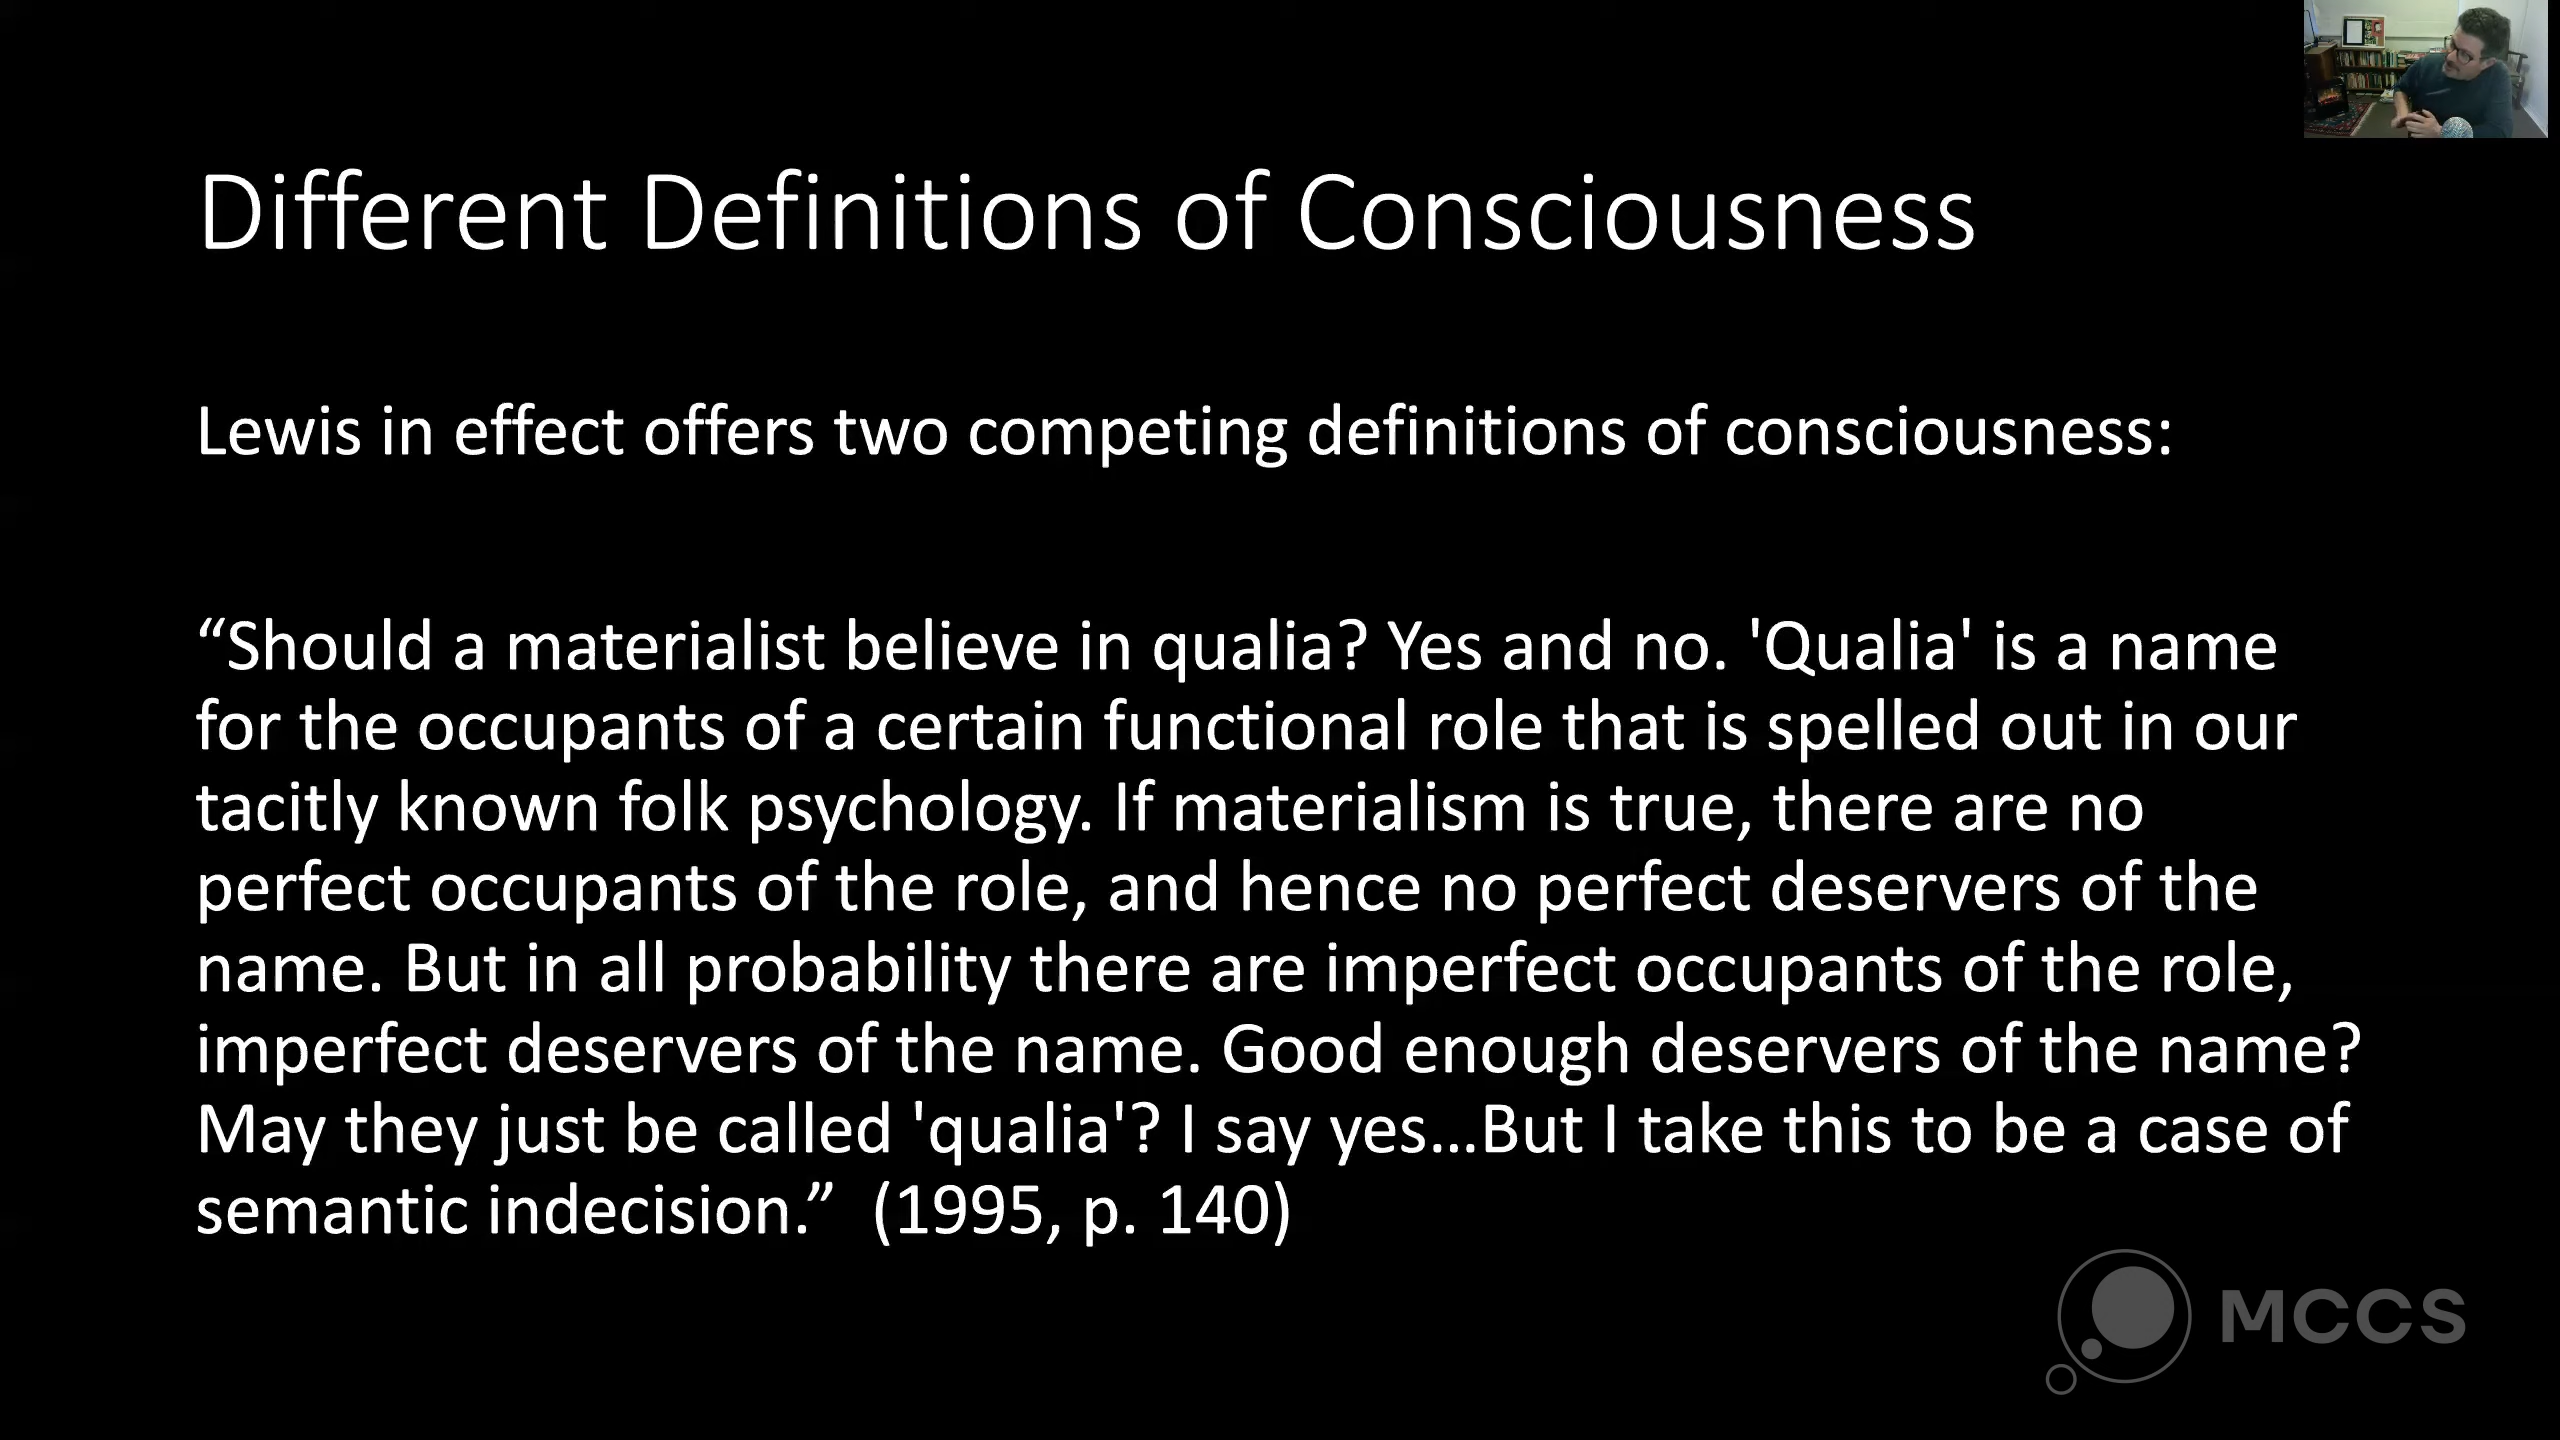 Different Definitions of Consciousness
Lewis in effect offers two competing definitions of consciousness:
“Should a materialist believe in qualia? Yes and no. 'Qualia' is a name
for the occupants of a certain functional role that is spelled out in our
tacitly known folk psychology. If materialism is true, there are no
perfect occupants of the role, and hence no perfect deservers of the
name. But in all probability there are imperfect occupants of the role,
imperfect deservers of the name. Good enough deservers of the name?
May they just be called 'qualia'? I say yes…But I take this to be a case of
semantic indecision.”  (1995, p. 140)
MCCS